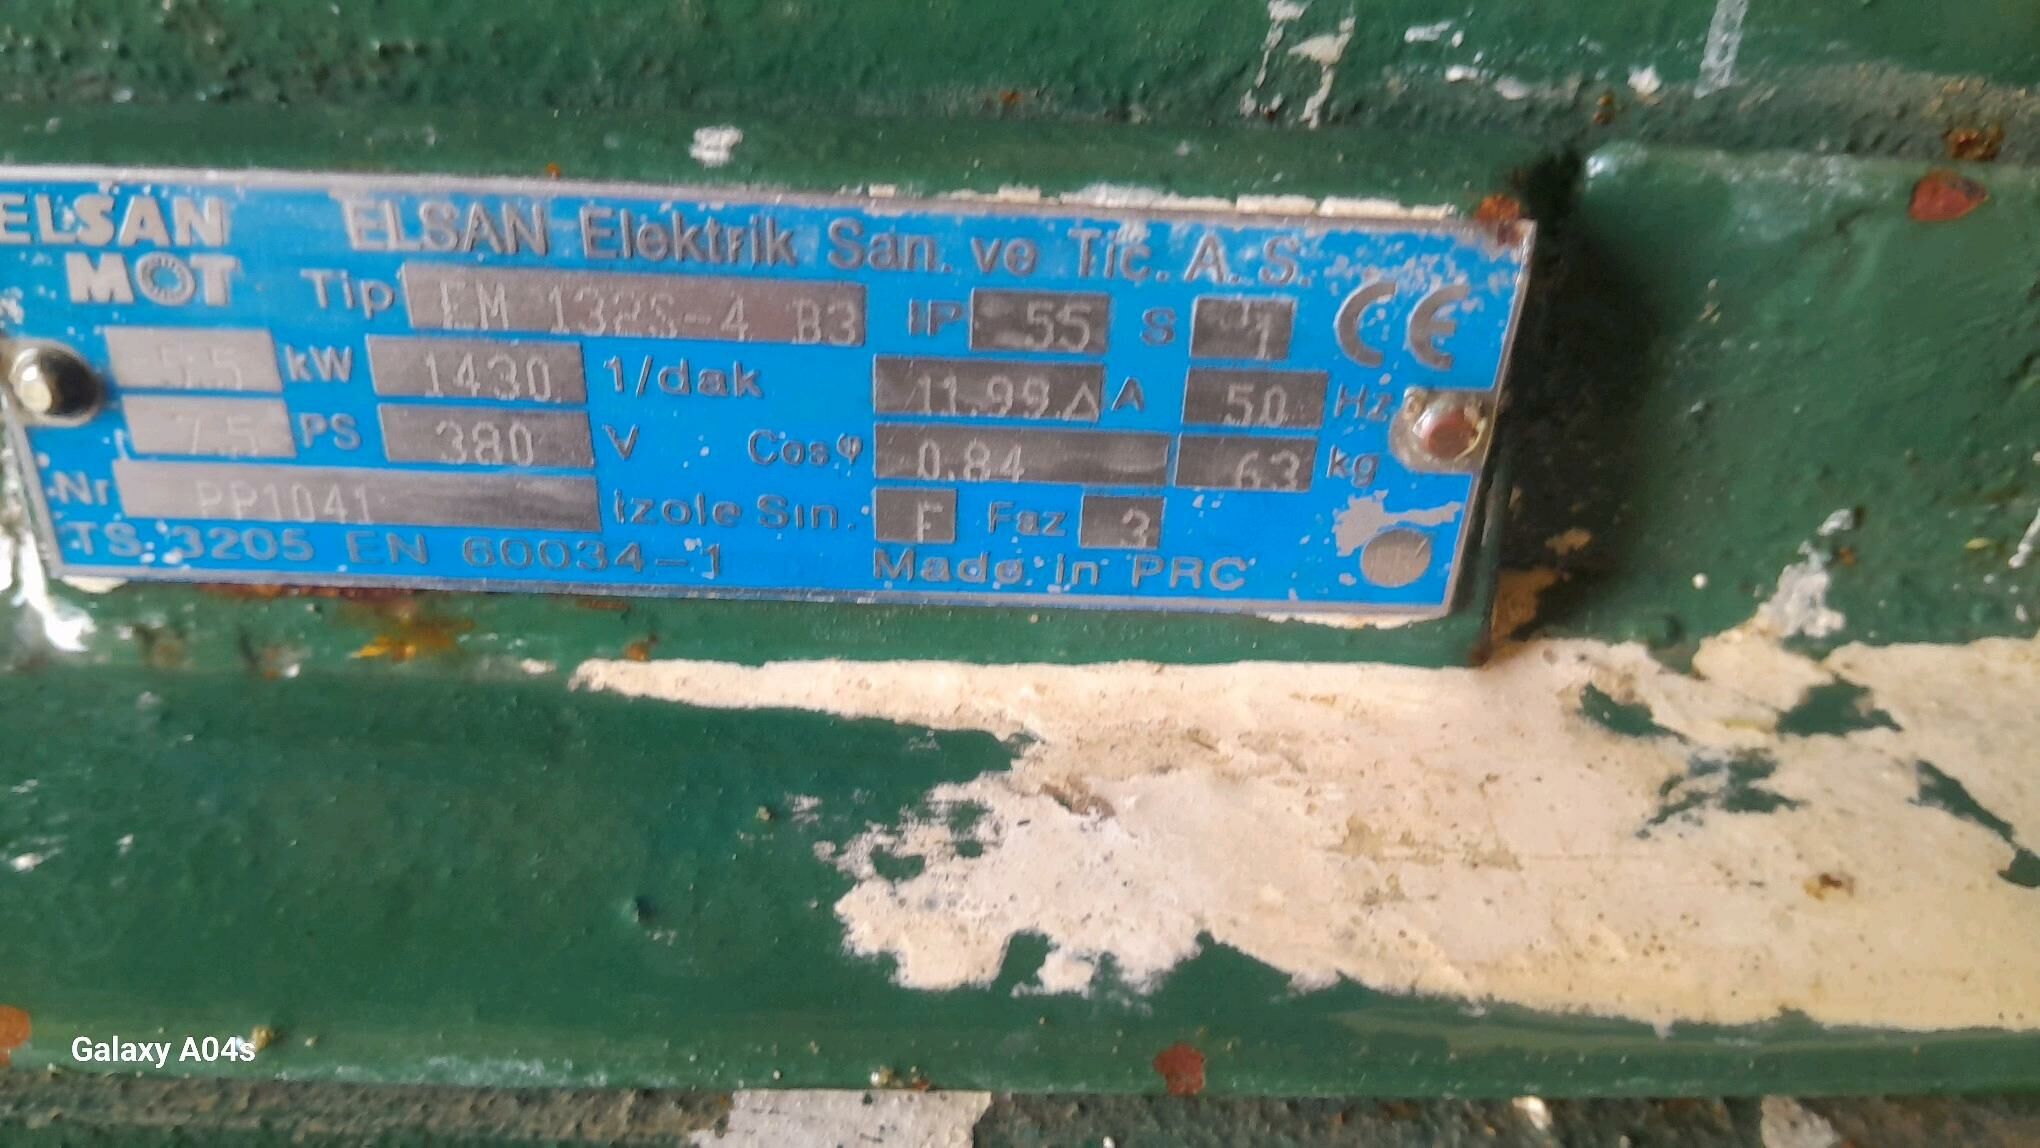 ELSAN MOT
ELSAN Elektrik San. ve Tic. A. S.
Tip EM 132S-4 B3 IP 55 S 1 CE
5.5 kW 1430 1/dak 11.99 △ A 50 Hz
7.5 PS 380 V Cosφ 0.84 63 kg
Nr PP1041 izole Sın. F Faz 3
TS 3205 EN 60034-1 Made in PRC
Galaxy A04s